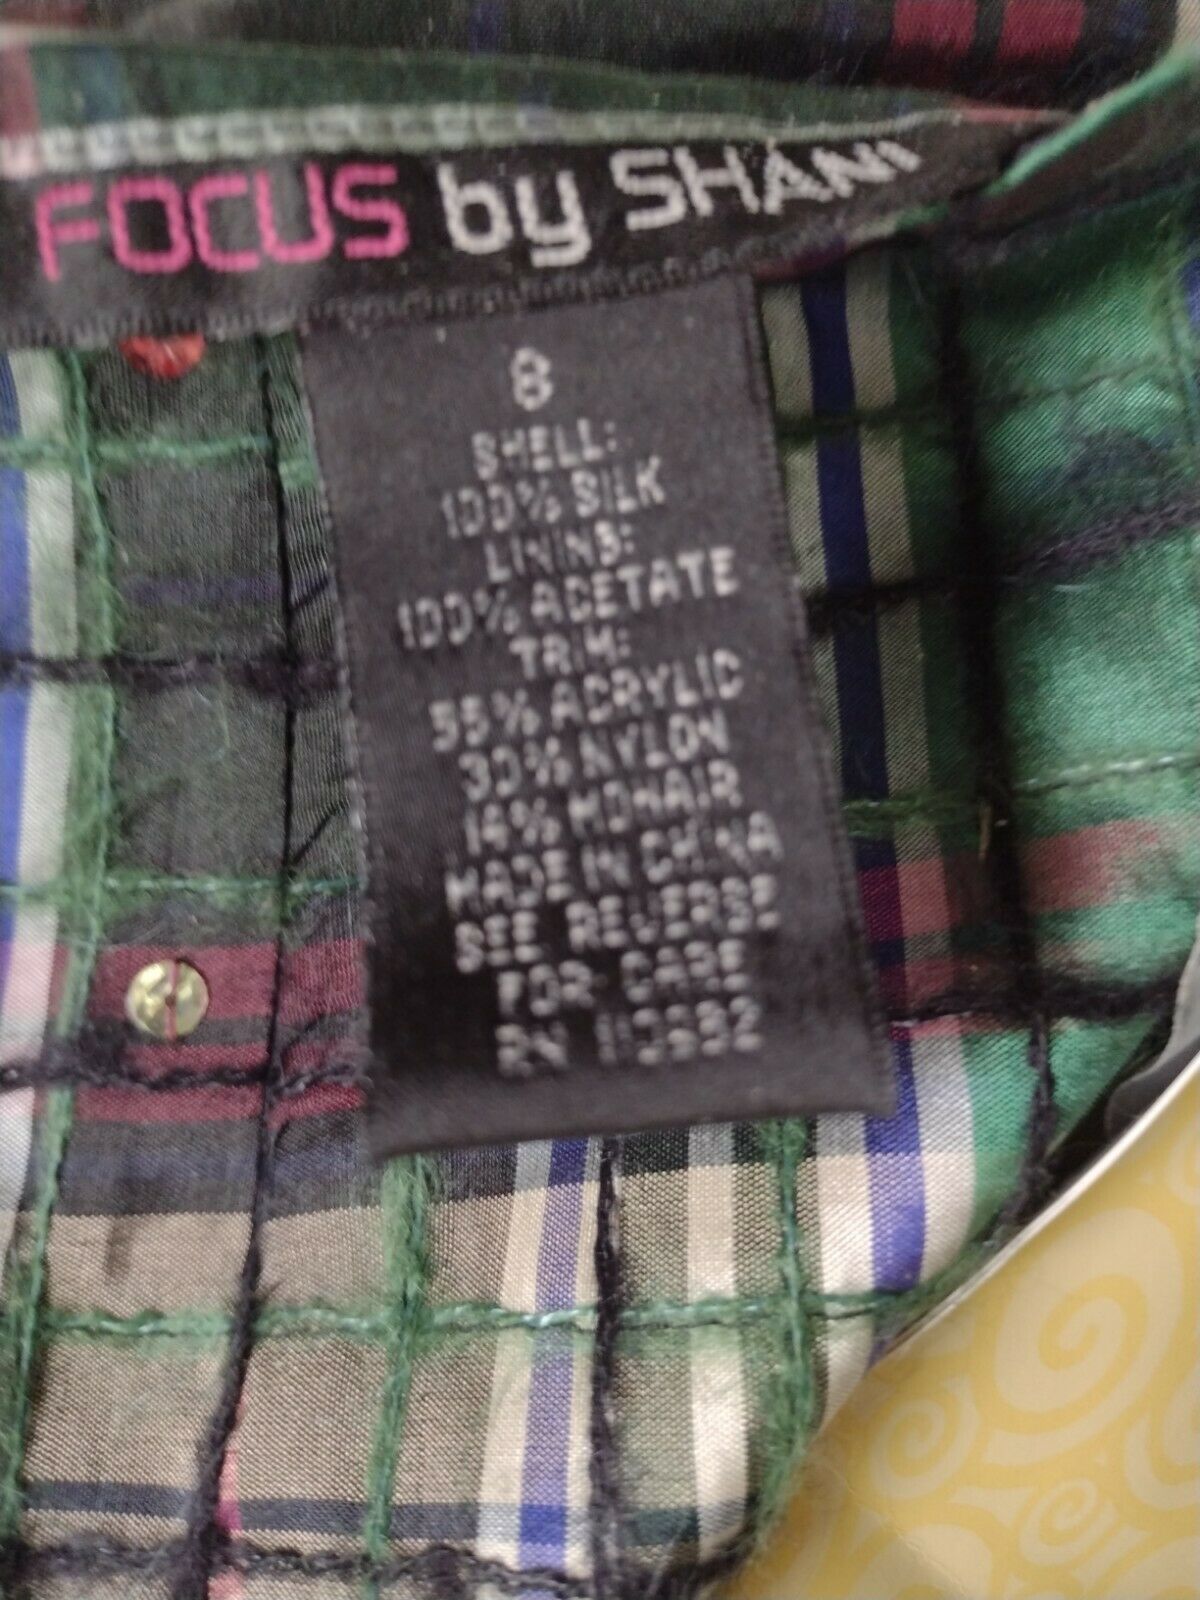 FOCUS by SHANI
8
SHELL:
100% SILK
LINING:
100% ACETATE
TRIM:
55% ACRYLIC
30% NYLON
14% MOHAIR
MADE IN CHINA
SEE REVERSE
FOR CARE
RN